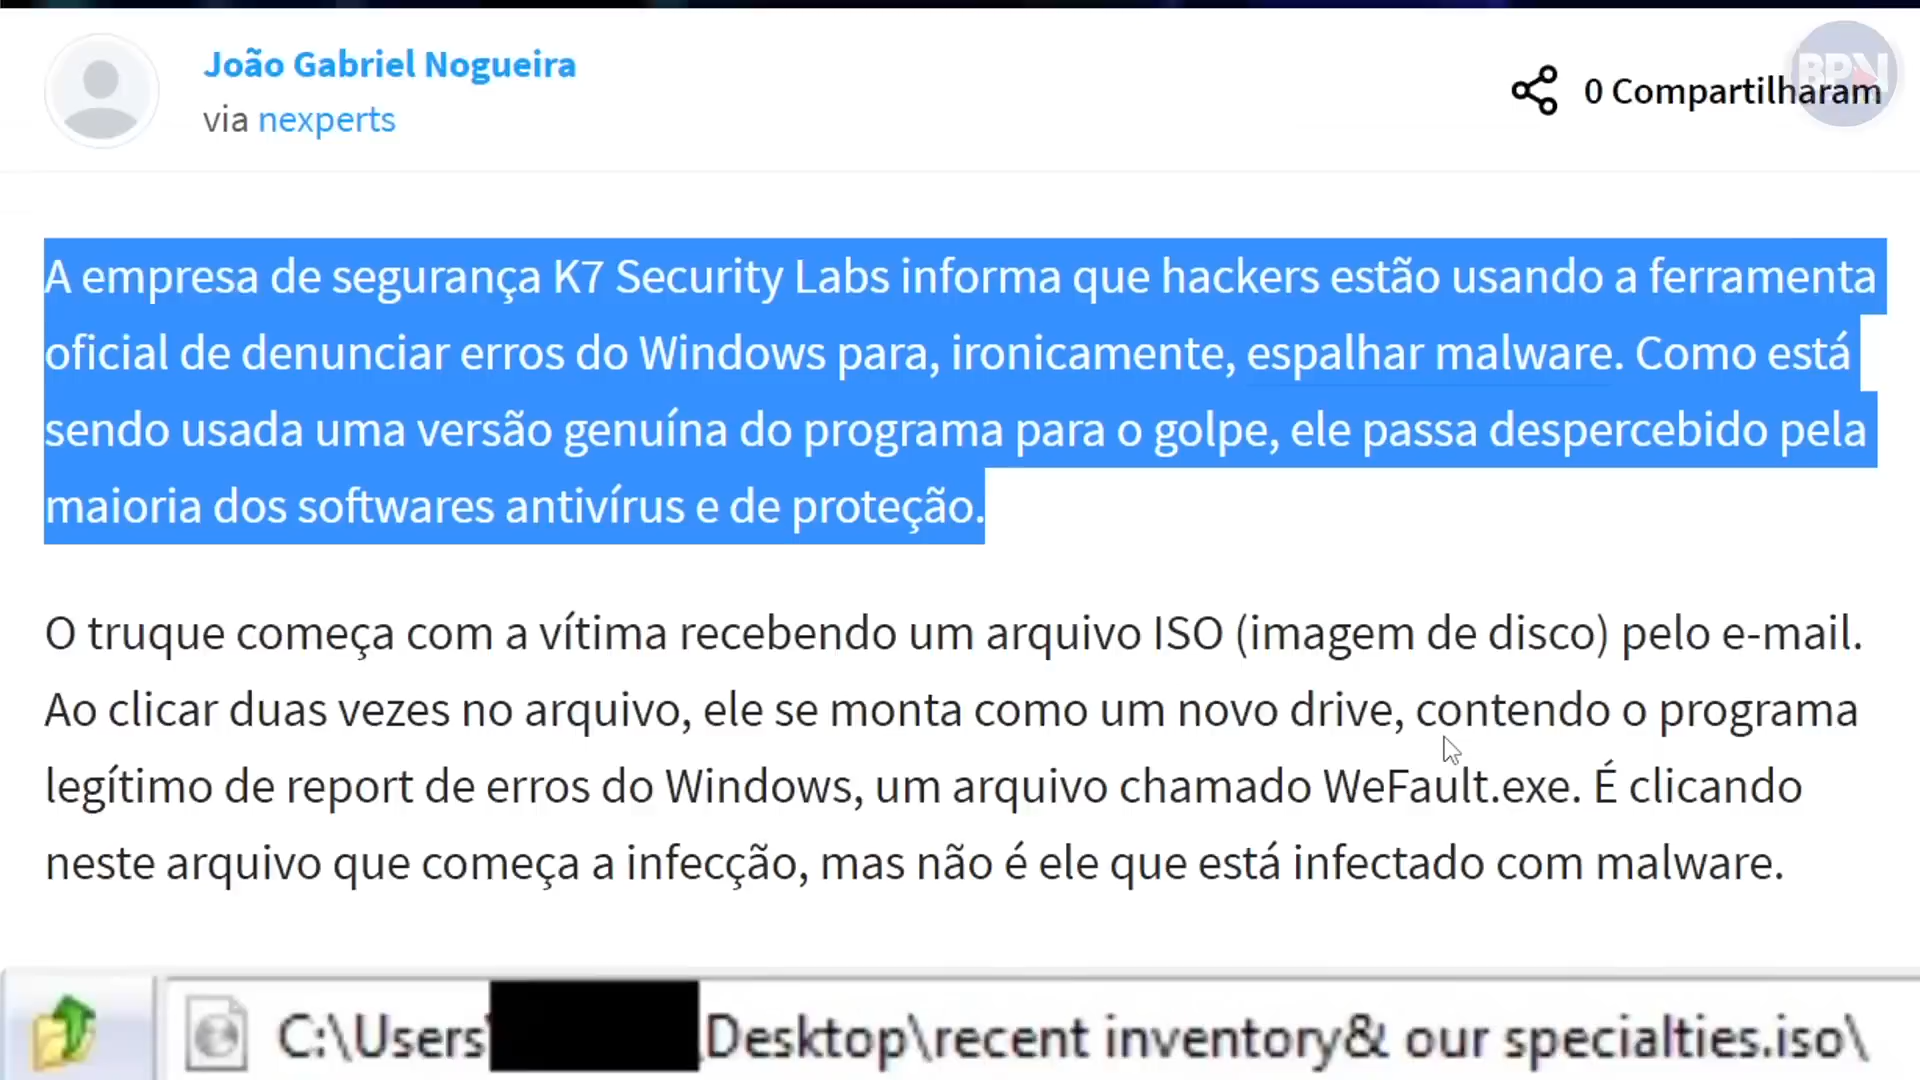 João Gabriel Nogueira
via nexperts
0 Compartilharam
BPV
A empresa de segurança K7 Security Labs informa que hackers estão usando a ferramenta
oficial de denunciar erros do Windows para, ironicamente, espalhar malware. Como está
sendo usada uma versão genuína do programa para o golpe, ele passa despercebido pela
maioria dos softwares antivírus e de proteção.
O truque começa com a vítima recebendo um arquivo ISO (imagem de disco) pelo e-mail.
Ao clicar duas vezes no arquivo, ele se monta como um novo drive, contendo o programa
legítimo de report de erros do Windows, um arquivo chamado WeFault.exe. É clicando
neste arquivo que começa a infecção, mas não é ele que está infectado com malware.
C:\Users\ Desktop\recent inventory& our specialties.iso\